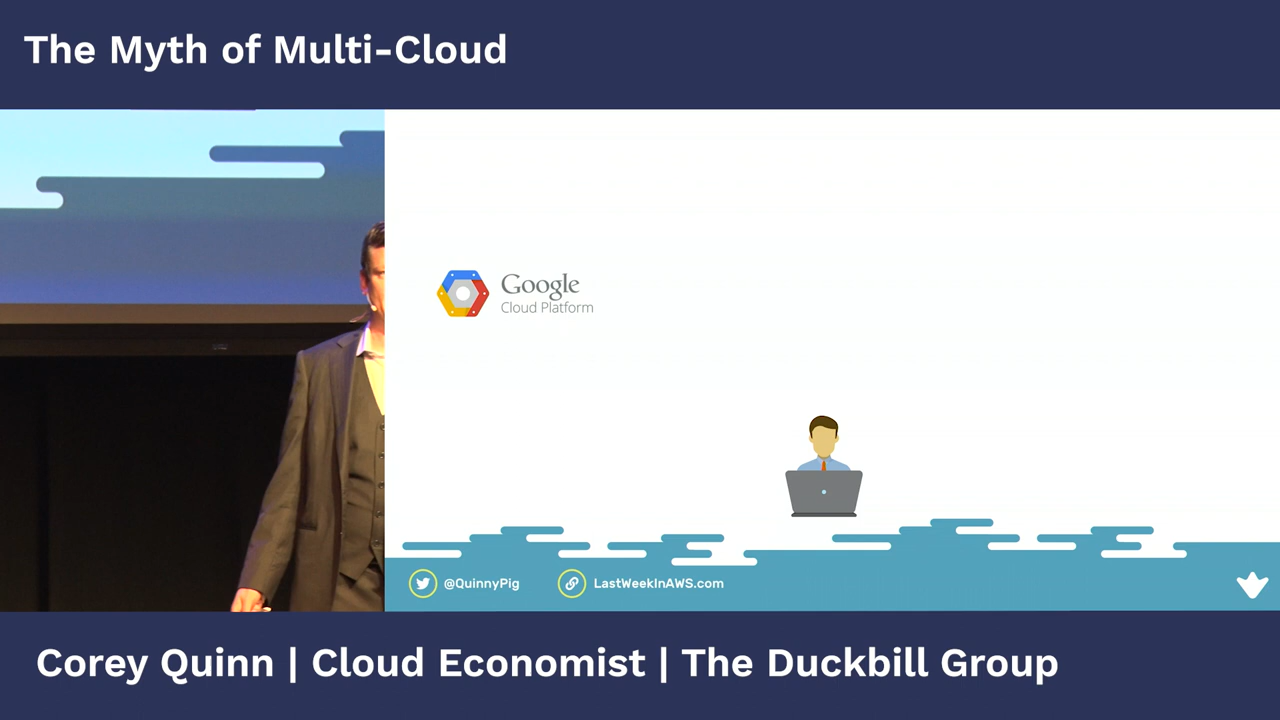 The Myth of Multi-Cloud
Google
Cloud Platform
@QuinnyPig
LastWeekInAWS.com
Corey Quinn | Cloud Economist | The Duckbill Group